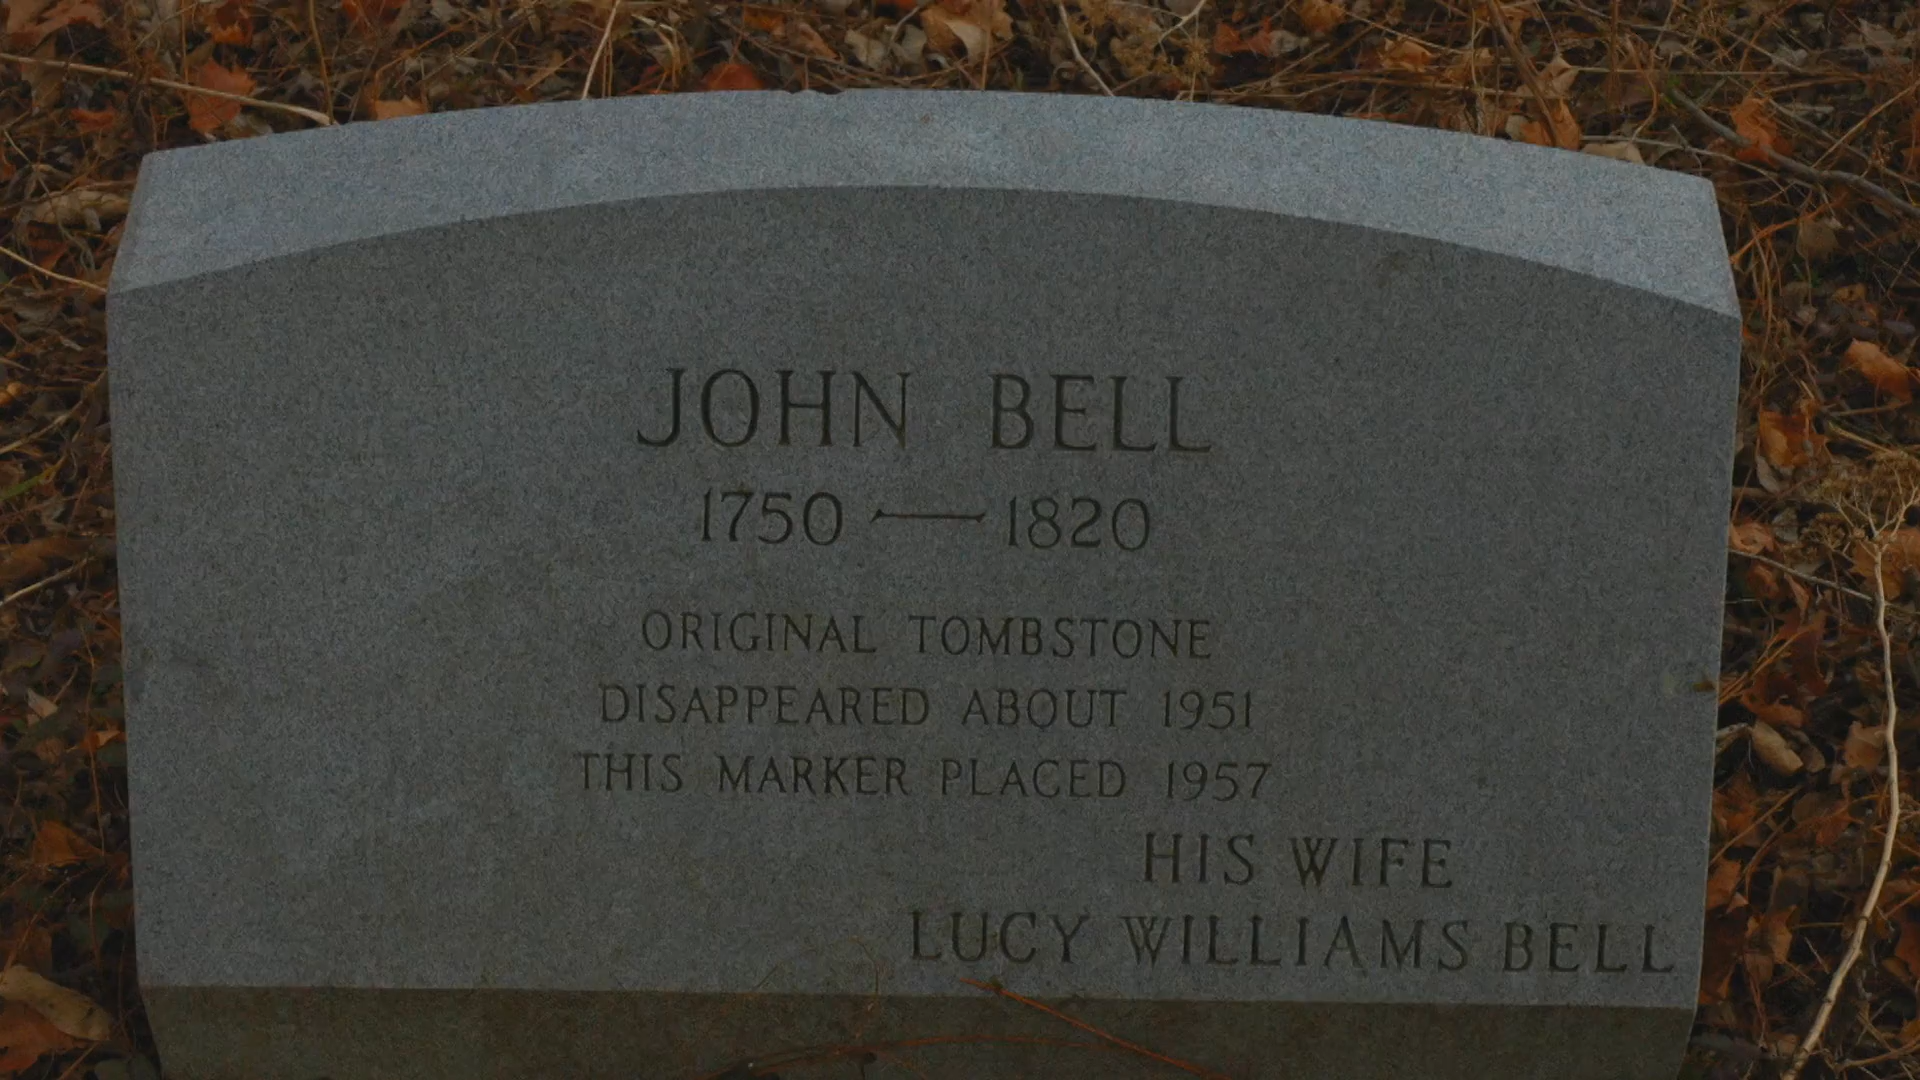 JOHN BELL
1750 — 1820
ORIGINAL TOMBSTONE
DISAPPEARED ABOUT 1951
THIS MARKER PLACED 1957
HIS WIFE
LUCY WILLIAMS BELL